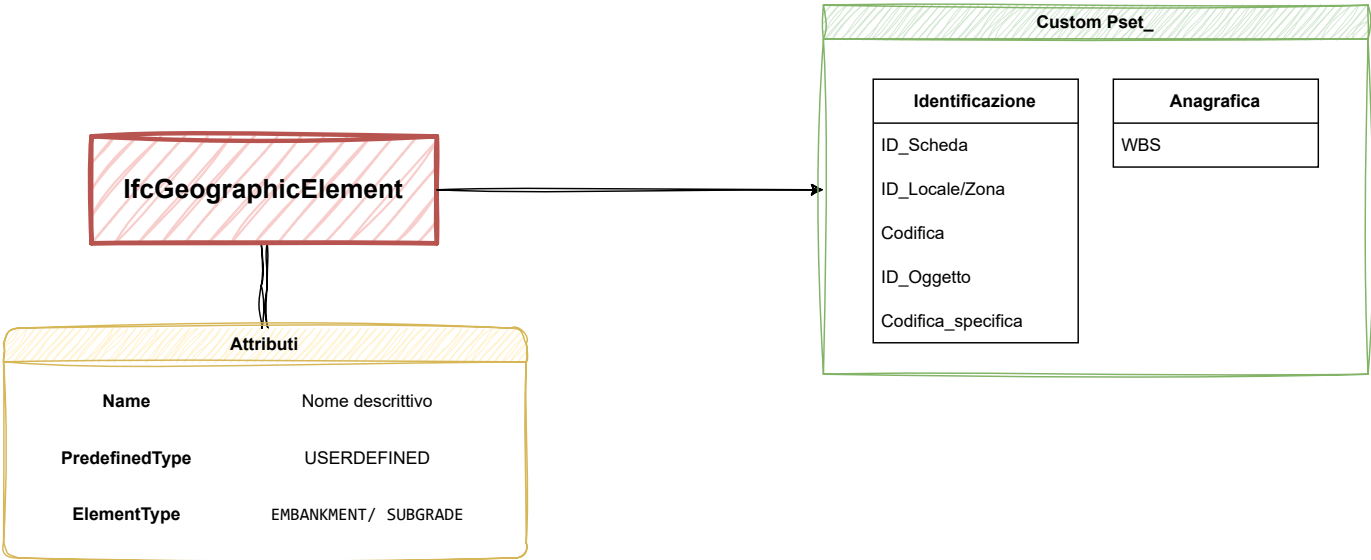 Custom Pset_
Identificazione
ID_Scheda
ID_Locale/Zona
Codifica
ID_Oggetto
Codifica_specifica
Anagrafica
WBS
IfcGeographicElement
Attributi
Name Nome descrittivo
PredefinedType USERDEFINED
ElementType EMBANKMENT/ SUBGRADE